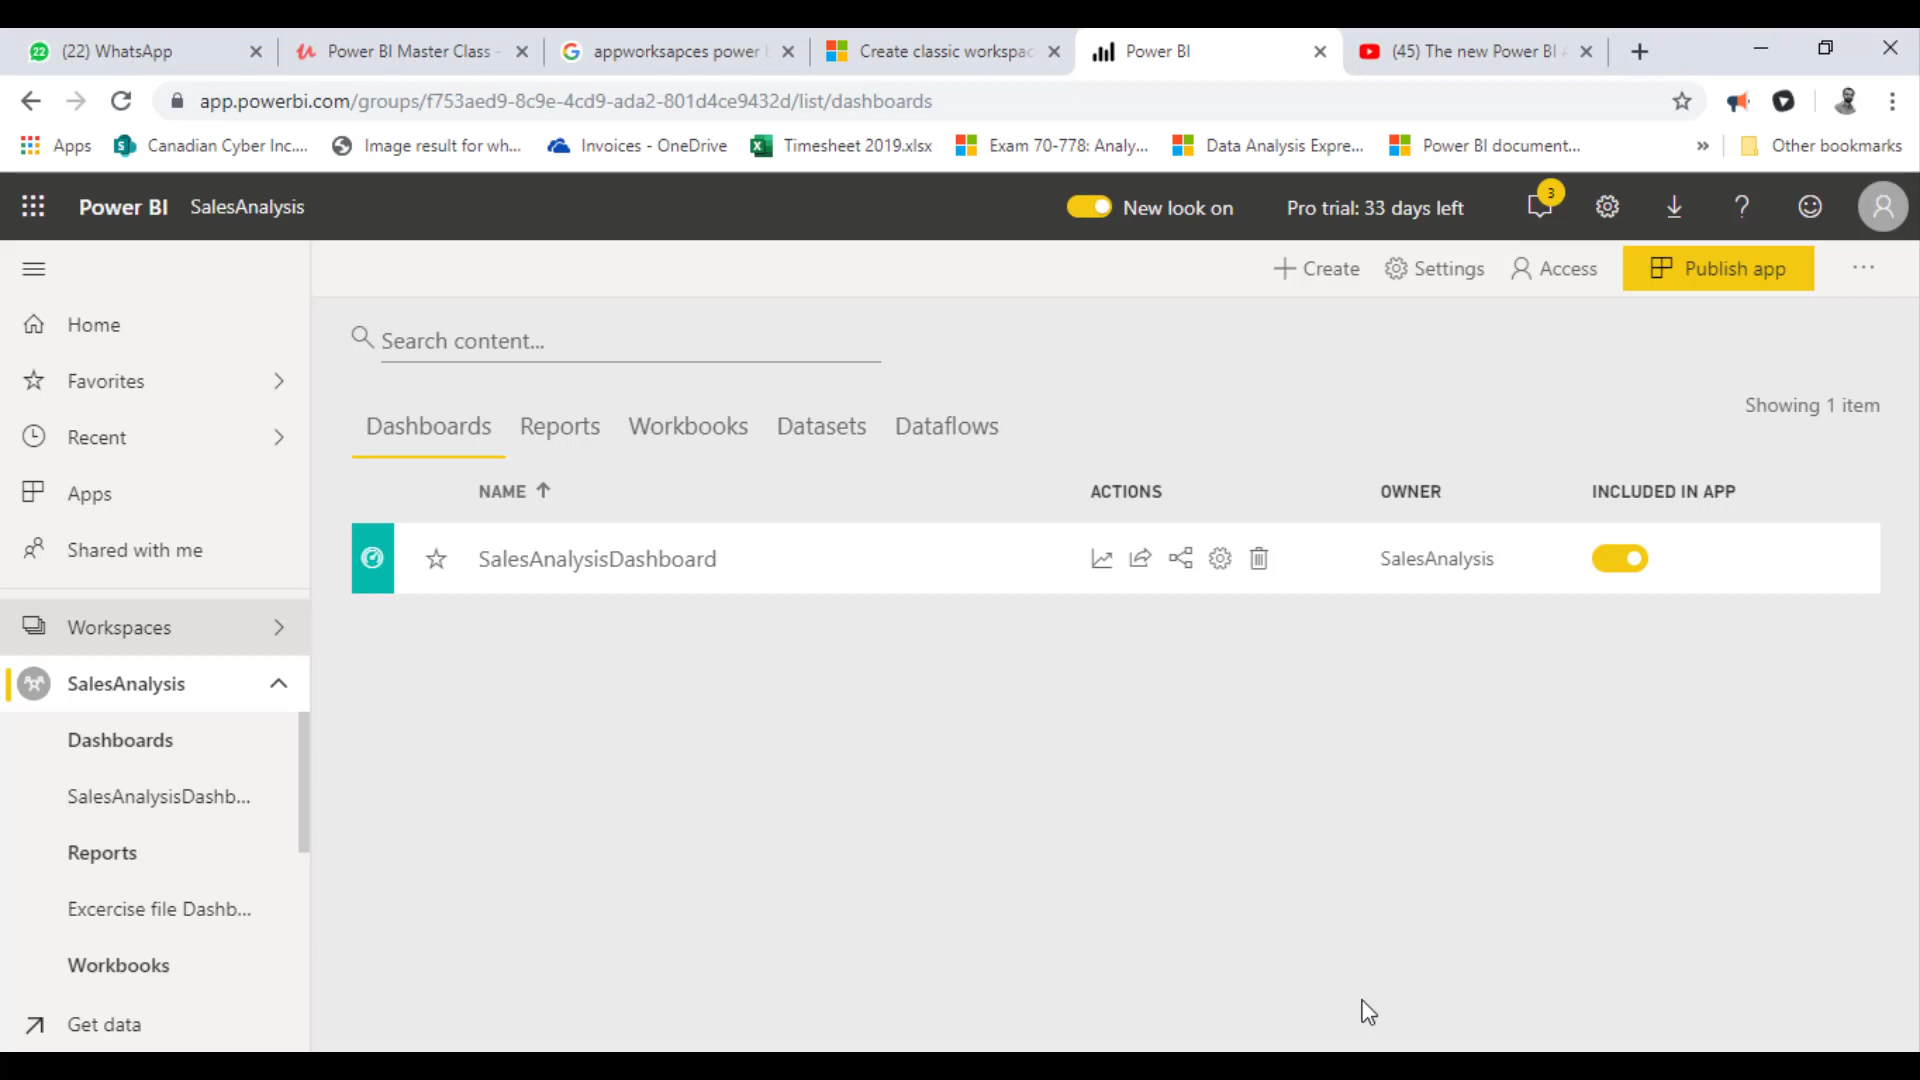 22 (22) WhatsApp
Power BI Master Class -
appworksapces power
Create classic workspac
Power BI
(45) The new Power BI
app.powerbi.com/groups/f753aed9-8c9e-4cd9-ada2-801d4ce9432d/list/dashboards
Apps
Canadian Cyber Inc....
Image result for wh...
Invoices - OneDrive
Timesheet 2019.xlsx
Exam 70-778: Analy...
Data Analysis Expre...
Power BI document...
»
Other bookmarks
Power BI SalesAnalysis
New look on
Pro trial: 33 days left
3
?
Create
Settings
Access
Publish app
...
Home
Favorites
Recent
Apps
Shared with me
Workspaces
SalesAnalysis
Dashboards
SalesAnalysisDashb...
Reports
Excercise file Dashb...
Workbooks
Get data
Search content...
Showing 1 item
Dashboards Reports Workbooks Datasets Dataflows
NAME ACTIONS OWNER INCLUDED IN APP
SalesAnalysisDashboard SalesAnalysis